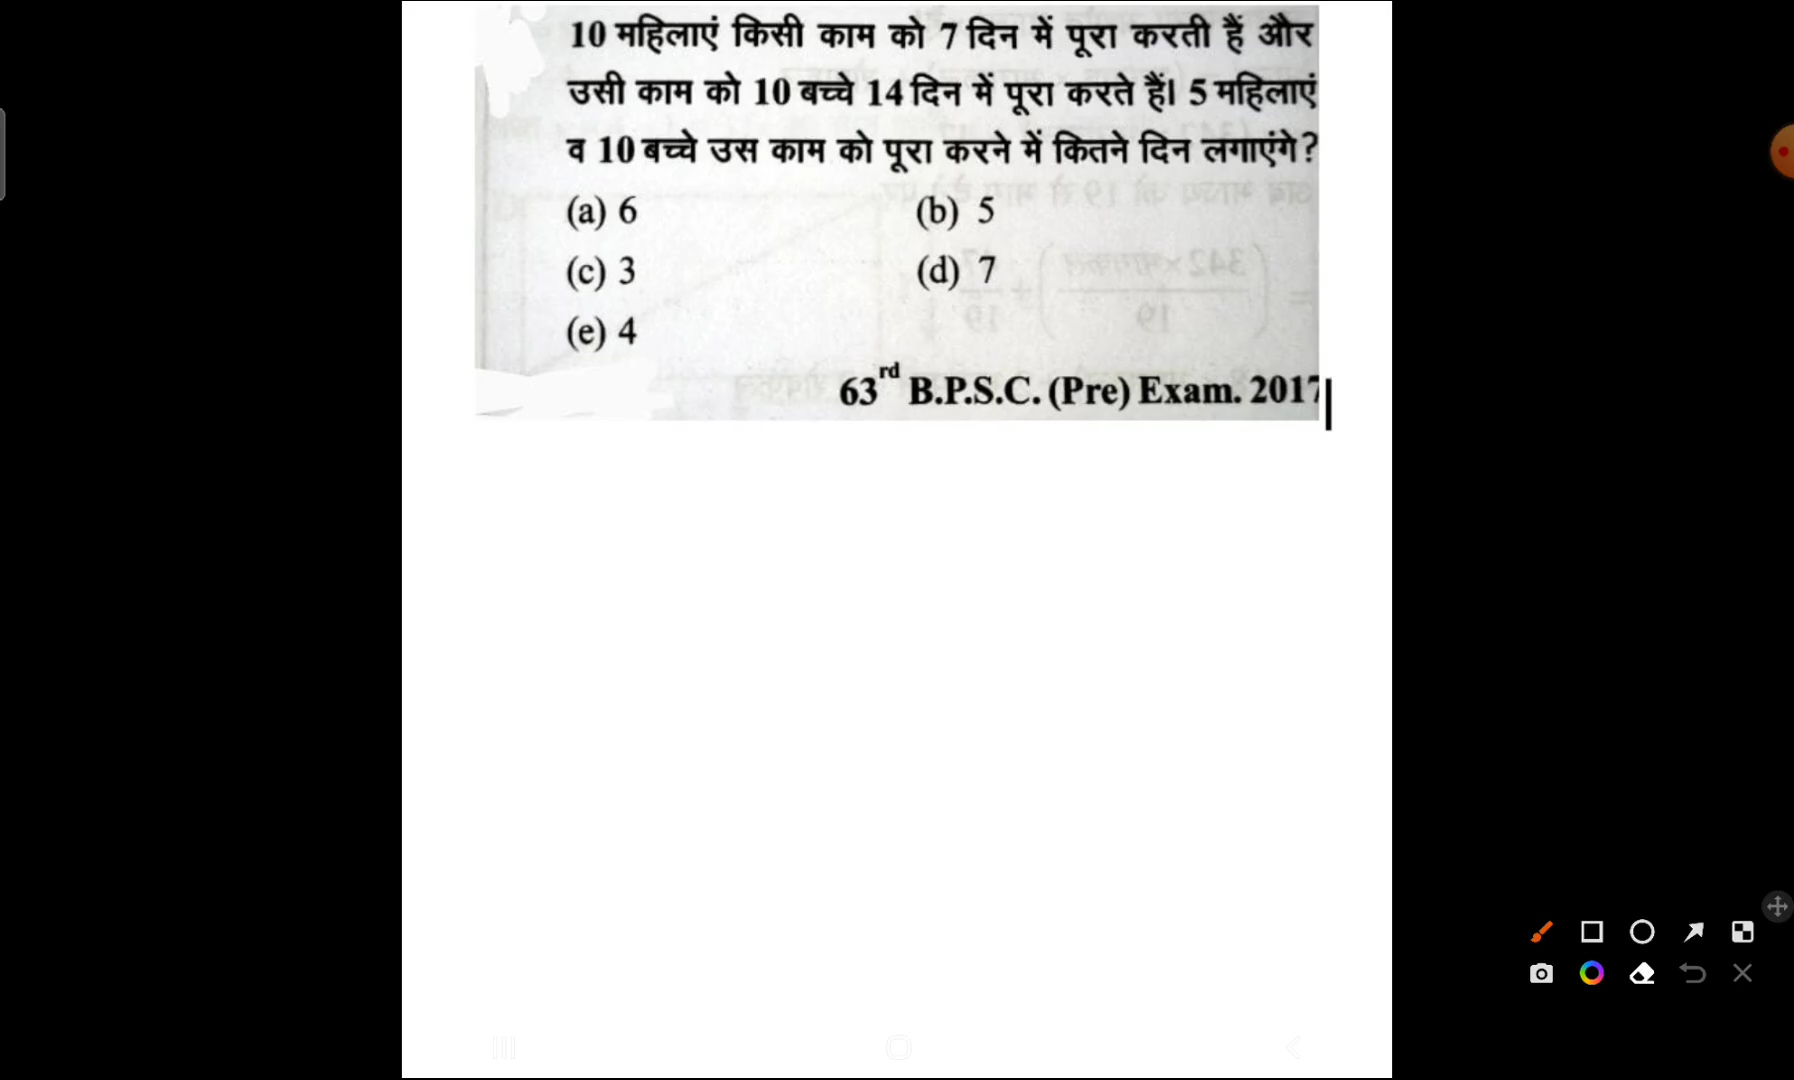 10 महिलाएं किसी काम को 7 दिन में पूरा करती हैं और
उसी काम को 10 बच्चे 14 दिन में पूरा करते हैं। 5 महिलाएं
व 10 बच्चे उस काम को पूरा करने में कितने दिन लगाएंगे?
(a) 6 (b) 5
(c) 3 (d) 7
(e) 4
63rd B.P.S.C. (Pre) Exam. 2017